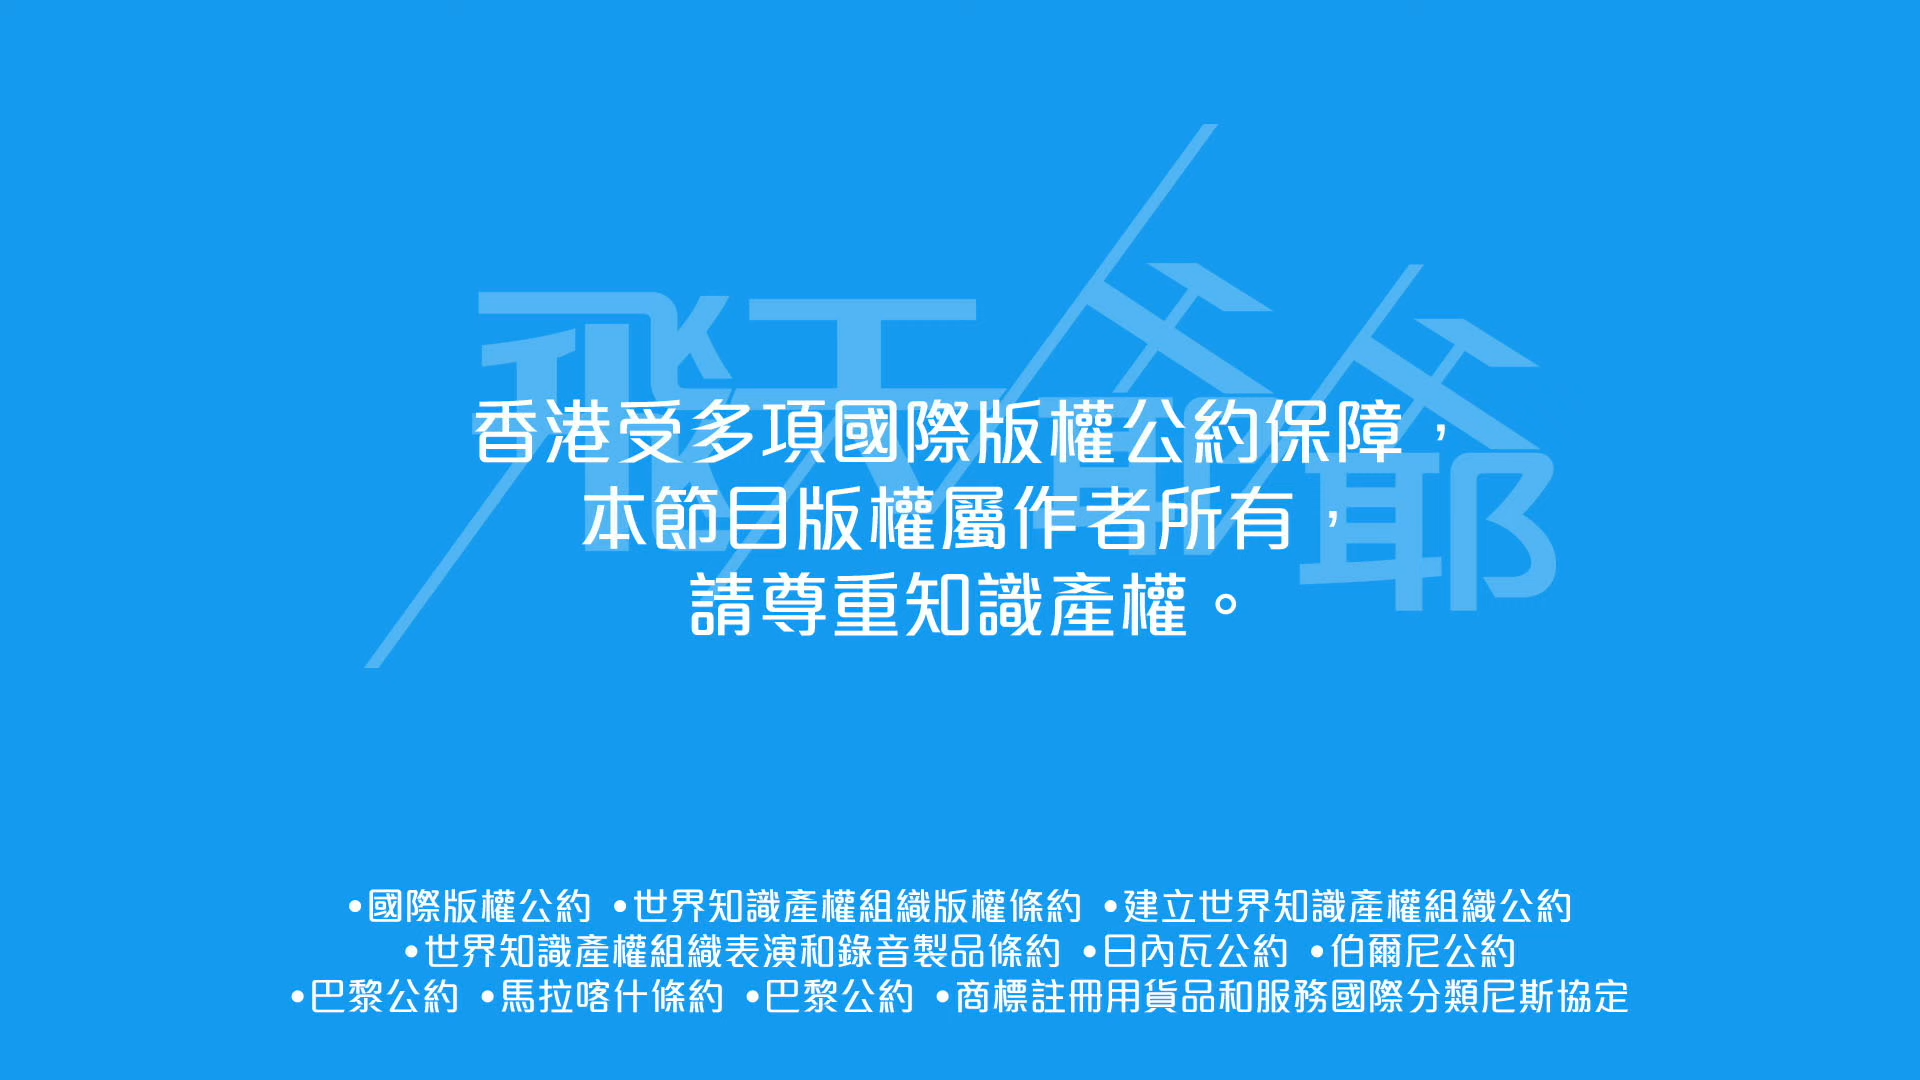 飛天爺爺
香港受多項國際版權公約保障，
本節目版權屬作者所有，
請尊重知識產權。
•國際版權公約 •世界知識產權組織版權條約 •建立世界知識產權組織公約
•世界知識產權組織表演和錄音製品條約 •日內瓦公約 •伯爾尼公約
•巴黎公約 •馬拉喀什條約 •巴黎公約 •商標註冊用貨品和服務國際分類尼斯協定